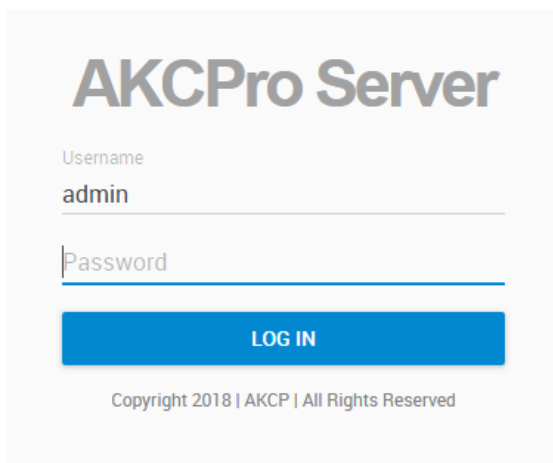 AKCPro Server
Username
admin
Password
LOG IN
Copyright 2018 | AKCP | All Rights Reserved